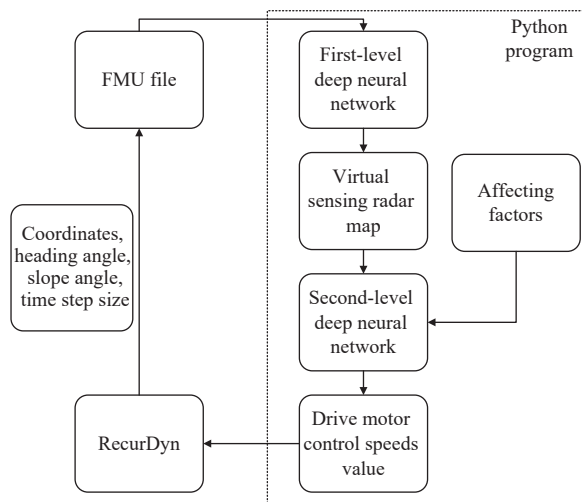 Python
program
FMU file
First-level
deep neural
network
Virtual
sensing radar
map
Affecting
factors
Coordinates,
heading angle,
slope angle,
time step size
Second-level
deep neural
network
RecurDyn
Drive motor
control speeds
value